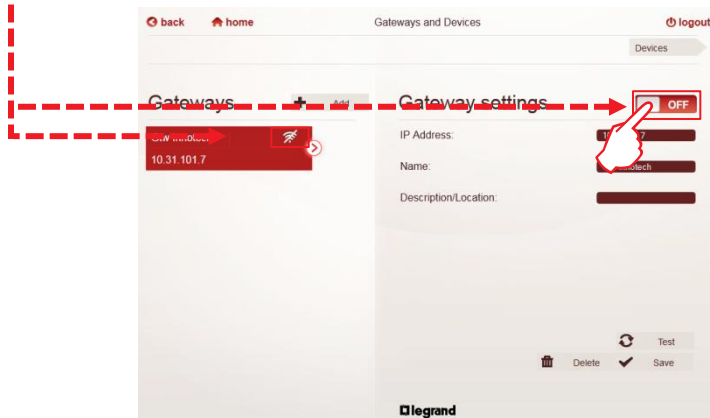 back
home
Gateways and Devices
logout
Devices
Gateways
Add
Gateway settings
OFF
IP Address:
10.31.101.7
Name:
Description/Location:
Test
Delete
Save
legrand